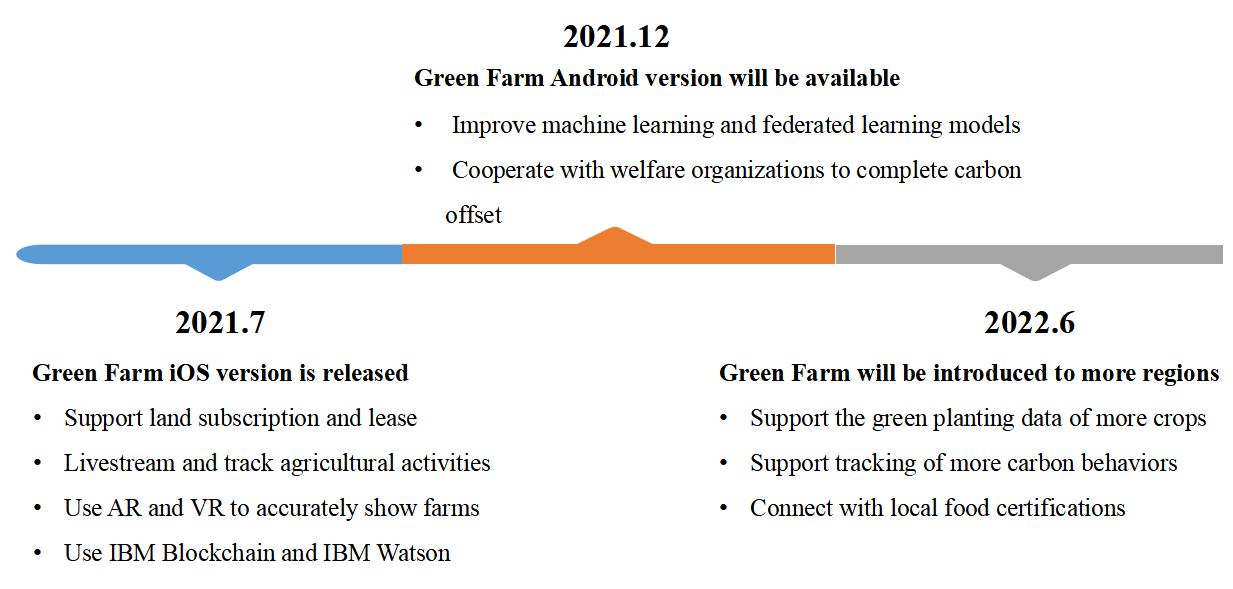 2021.12
Green Farm Android version will be available
• Improve machine learning and federated learning models
• Cooperate with welfare organizations to complete carbon
offset
2021.7
Green Farm iOS version is released
• Support land subscription and lease
• Livestream and track agricultural activities
• Use AR and VR to accurately show farms
• Use IBM Blockchain and IBM Watson
2022.6
Green Farm will be introduced to more regions
• Support the green planting data of more crops
• Support tracking of more carbon behaviors
• Connect with local food certifications